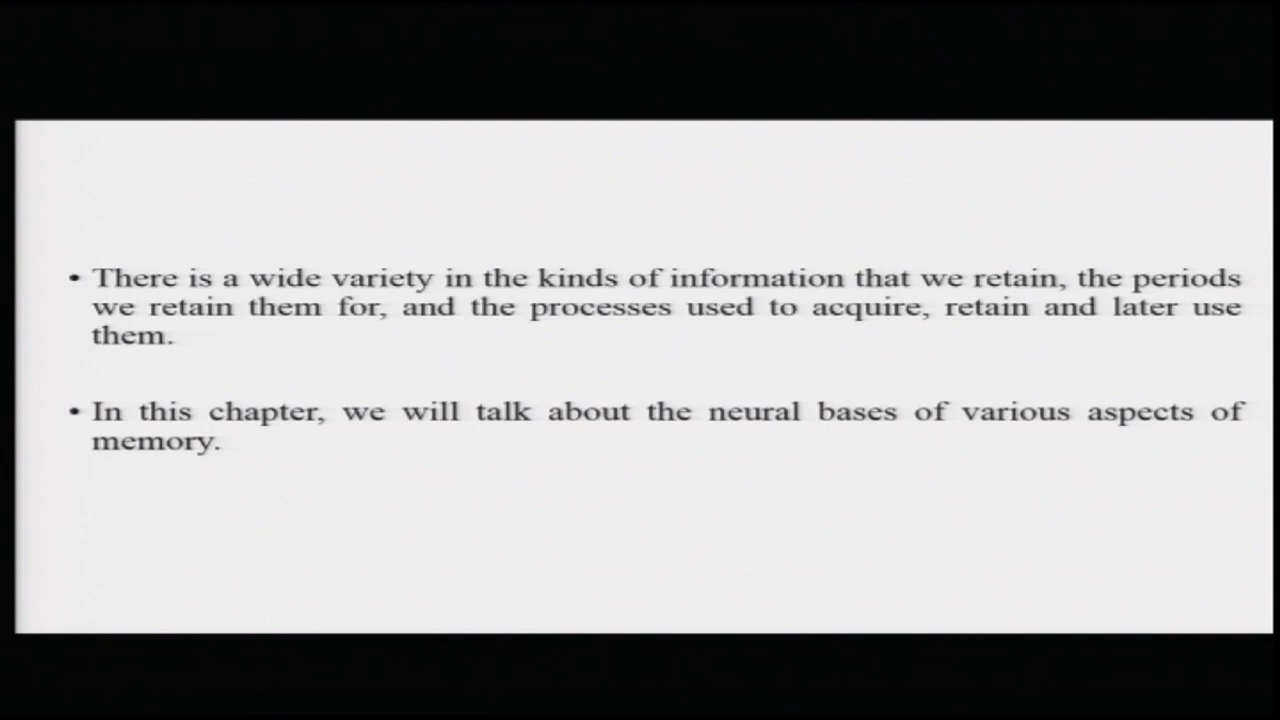 • There is a wide variety in the kinds of information that we retain, the periods
we retain them for, and the processes used to acquire, retain and later use
them.
• In this chapter, we will talk about the neural bases of various aspects of
memory.